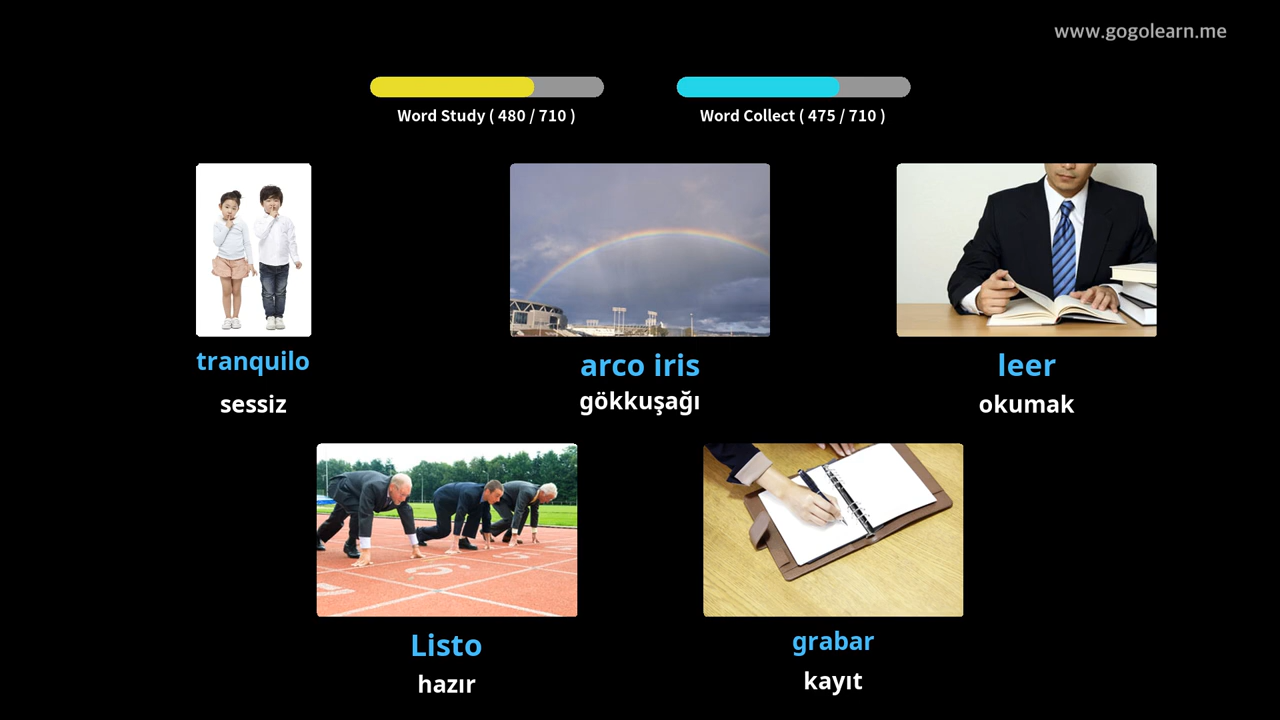 www.gogolearn.me
Word Study ( 480 / 710 )
Word Collect ( 475 / 710 )
tranquilo
sessiz
arco iris
gökkuşağı
leer
okumak
Listo
hazır
grabar
kayıt